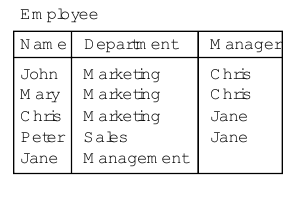 Employee
Name Department Manager
John Marketing Chris
Mary Marketing Chris
Chris Marketing Jane
Peter Sales Jane
Jane Management